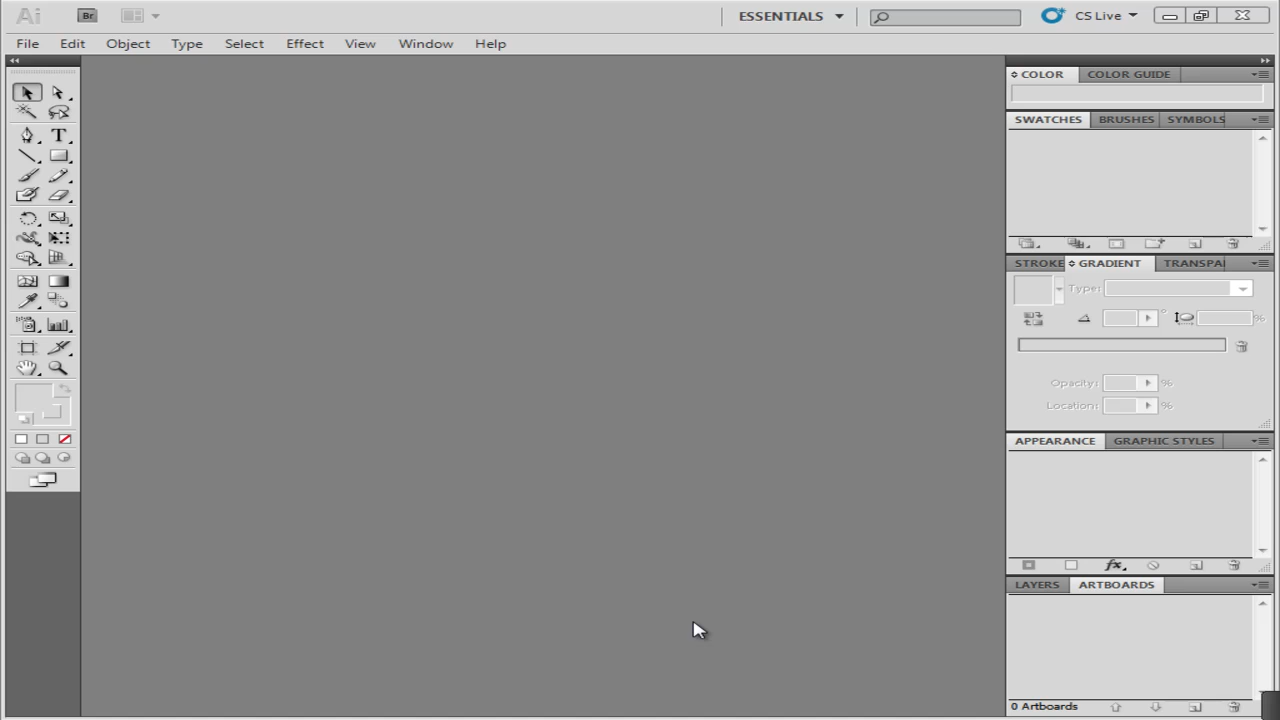 Ai Br ESSENTIALS CS Live
File Edit Object Type Select Effect View Window Help
COLOR COLOR GUIDE
SWATCHES BRUSHES SYMBOLS
STROKE GRADIENT TRANSPA
Type:
° %
Opacity: %
Location: %
APPEARANCE GRAPHIC STYLES
fx
LAYERS ARTBOARDS
0 Artboards